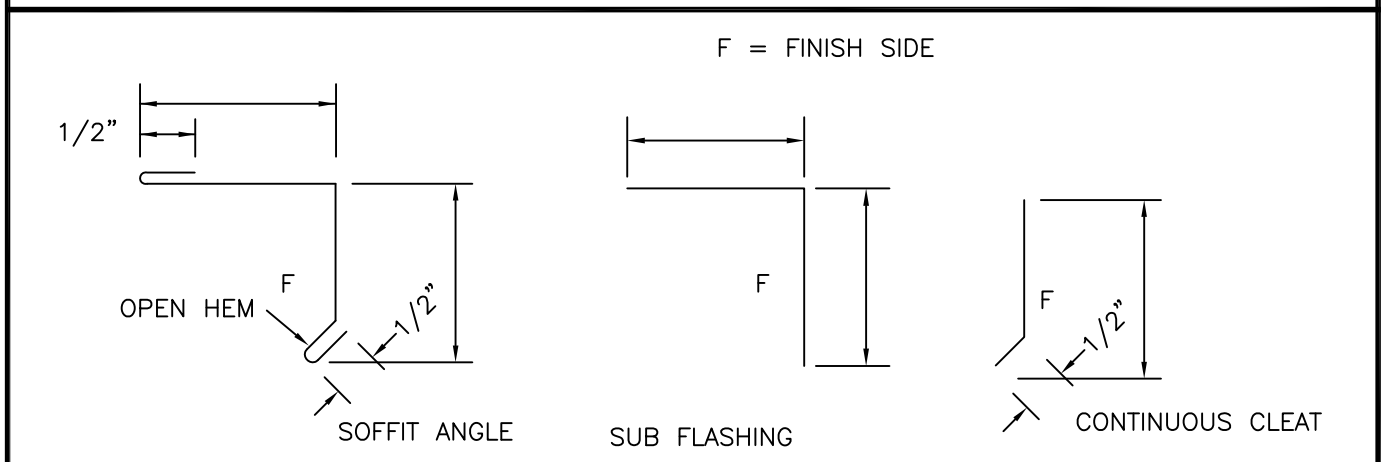 F = FINISH SIDE
1/2"
F
OPEN HEM
1/2"
SOFFIT ANGLE
F
SUB FLASHING
F
1/2"
CONTINUOUS CLEAT